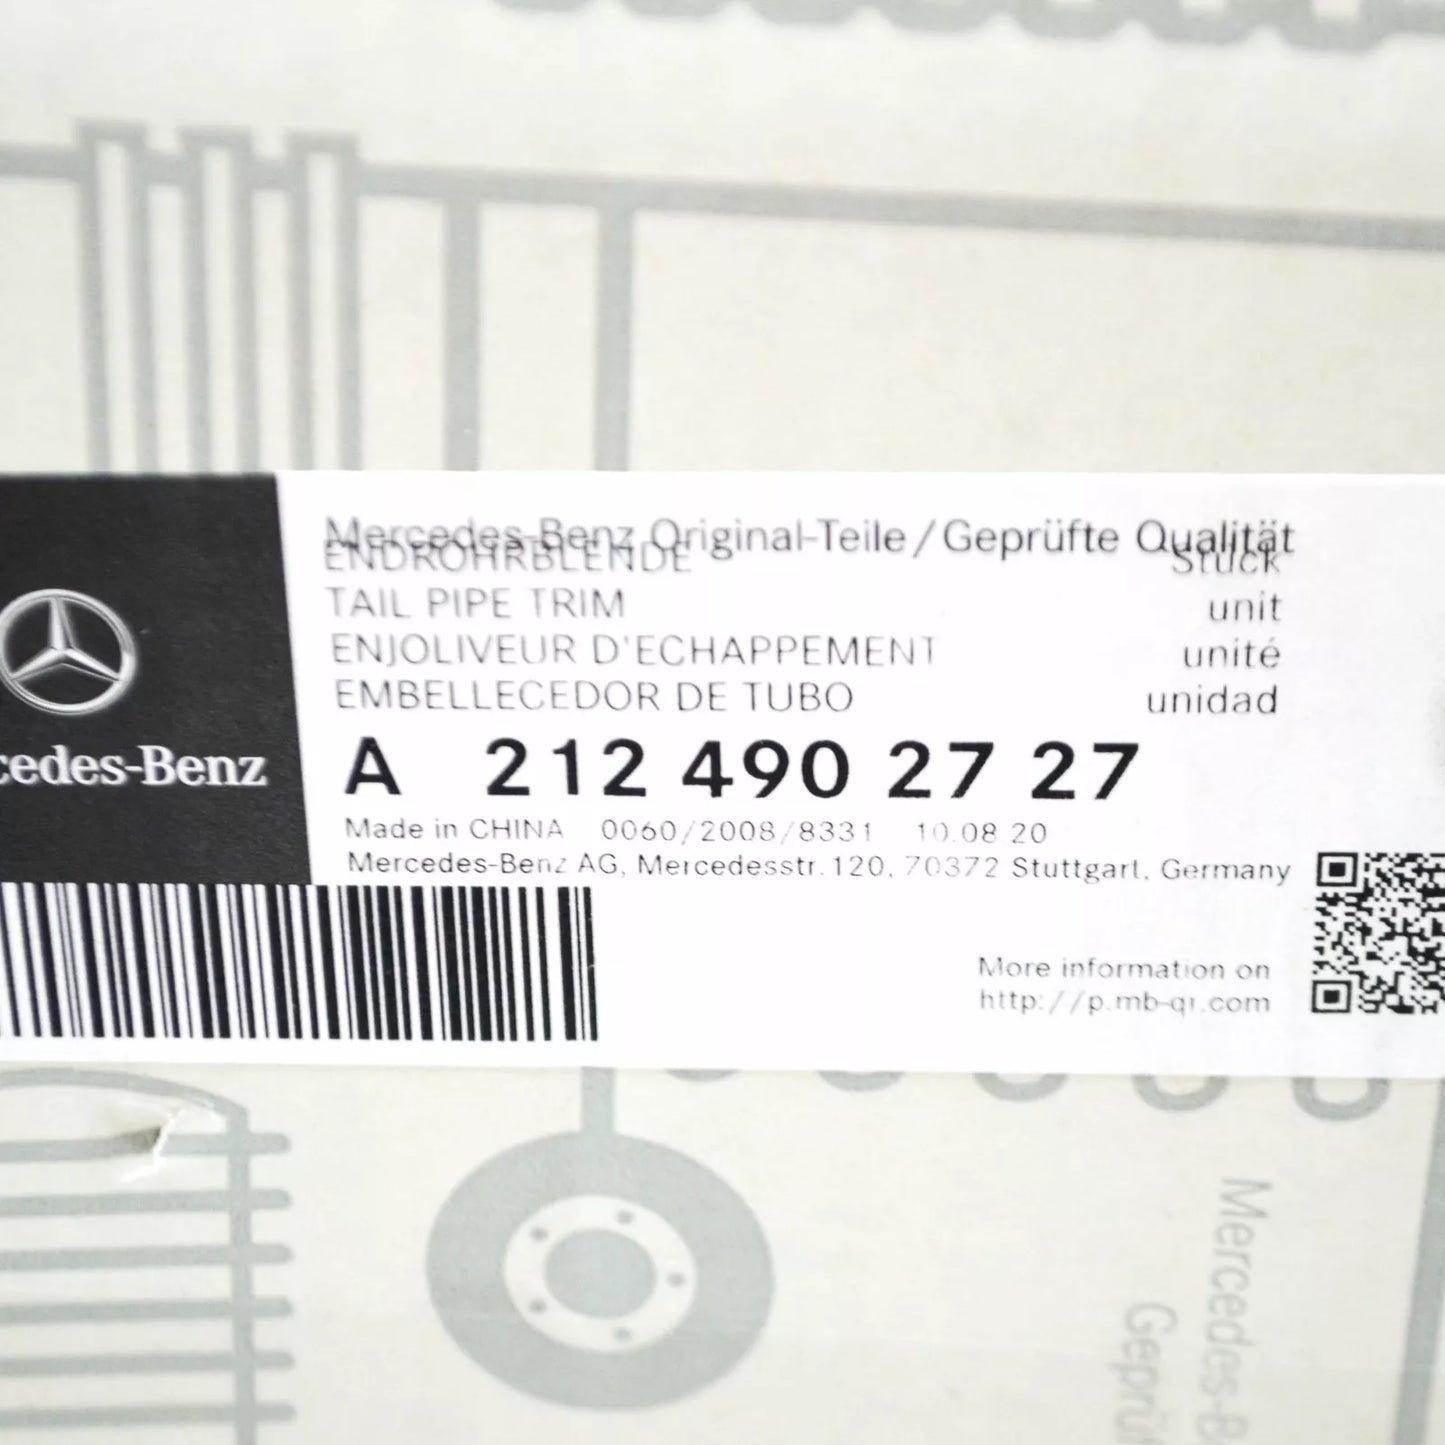 Mercedes-Benz Original-Teile/Geprüfte Qualität
ENDROHRBLENDE Stück
TAIL PIPE TRIM unit
ENJOLIVEUR D'ECHAPPEMENT unité
EMBELLECEDOR DE TUBO unidad
cedes-Benz
A 212 490 27 27
Made in CHINA 0060/2008/8331 10.08.20
Mercedes-Benz AG, Mercedesstr.120, 70372 Stuttgart, Germany
More information on
http://p.mb-qr.com
Mercedes-B
Geprü